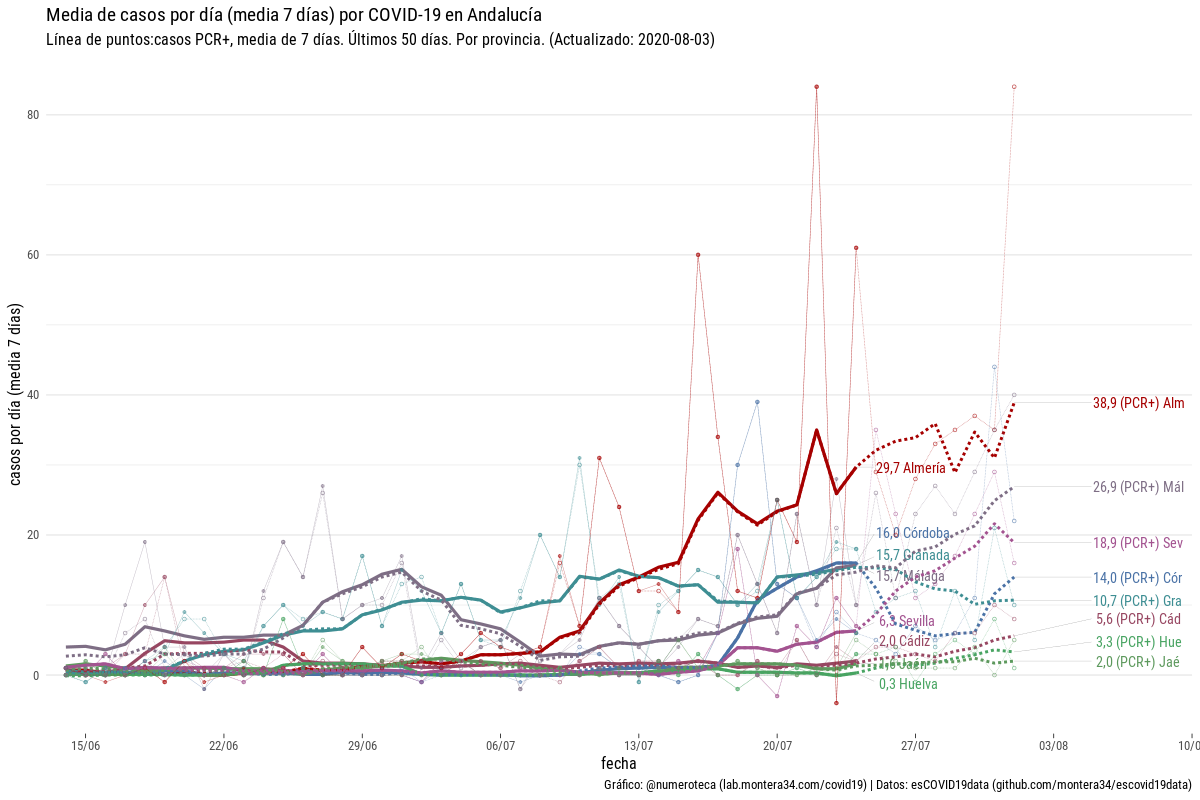 Media de casos por día (media 7 días) por COVID-19 en Andalucía
Línea de puntos:casos PCR+, media de 7 días. Últimos 50 días. Por provincia. (Actualizado: 2020-08-03)
casos por día (media 7 días)
80
60
40
20
0
38,9 (PCR+) Alm
29,7 Almería
26,9 (PCR+) Mál
16,0 Córdoba
18,9 (PCR+) Sev
15,7 Granada
15,7 Málaga
14,0 (PCR+) Cór
10,7 (PCR+) Gra
6,3 Sevilla
5,6 (PCR+) Cád
2,0 Cádiz
3,3 (PCR+) Hue
Jaén
2,0 (PCR+) Jaé
0,3 Huelva
15/06
22/06
29/06
06/07
13/07
20/07
27/07
03/08
10/0
fecha
Gráfico: @numeroteca (lab.montera34.com/covid19) | Datos: esCOVID19data (github.com/montera34/escovid19data)